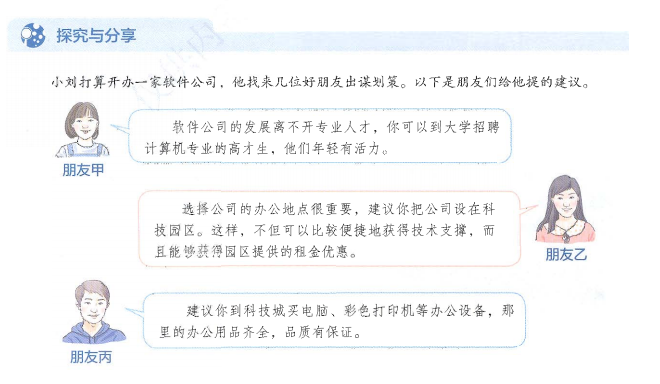 探究与分享
小刘打算开办一家软件公司，他找来几位好朋友出谋划策。以下是朋友们给他提的建议。
软件公司的发展离不开专业人才，你可以到大学招聘
计算机专业的高才生，他们年轻有活力。
朋友甲
选择公司的办公地点很重要，建议你把公司设在科
技园区。这样，不但可以比较便捷地获得技术支撑，而
且能够获得园区提供的租金优惠。
朋友乙
建议你到科技城买电脑、彩色打印机等办公设备，那
里的办公用品齐全，品质有保证。
朋友丙